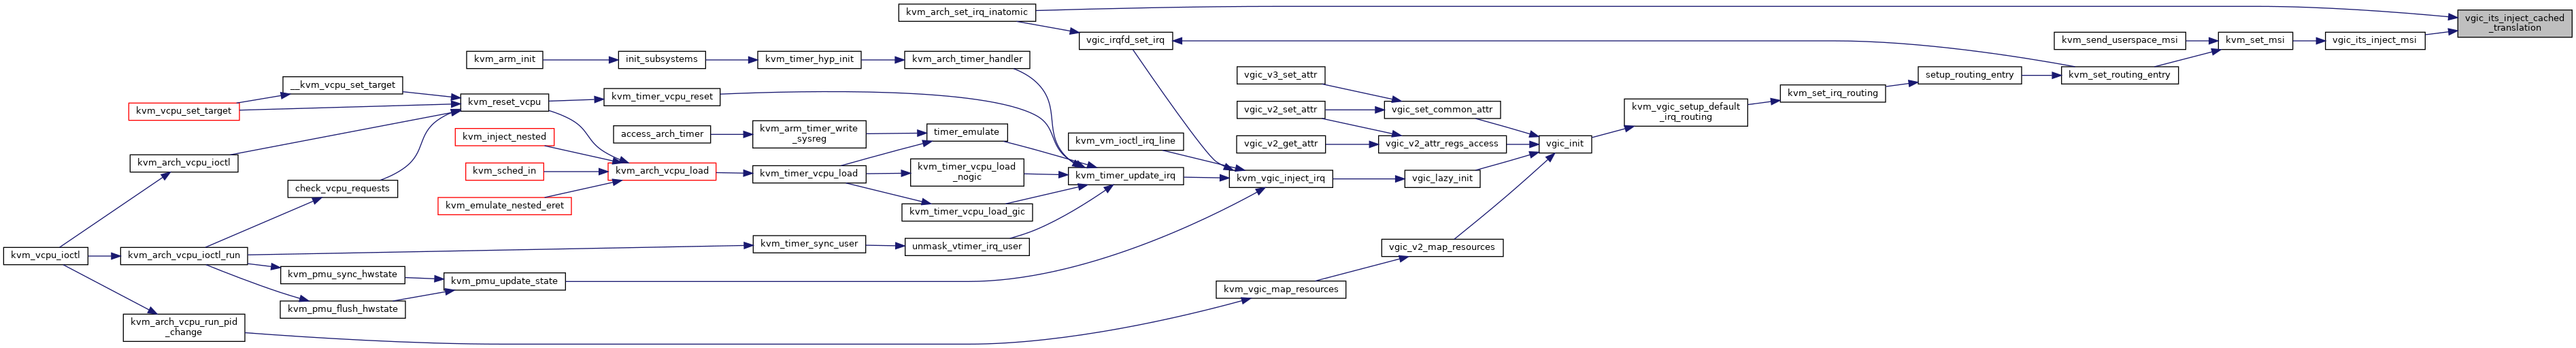 kvm_arch_set_irq_inatomic
vgic_its_inject_cached
_translation
vgic_irqfd_set_irq
kvm_send_userspace_msi
kvm_set_msi
vgic_its_inject_msi
kvm_arm_init
init_subsystems
kvm_timer_hyp_init
kvm_arch_timer_handler
vgic_v3_set_attr
setup_routing_entry
kvm_set_routing_entry
__kvm_vcpu_set_target
kvm_set_irq_routing
kvm_timer_vcpu_reset
kvm_reset_vcpu
kvm_vcpu_set_target
vgic_v2_set_attr
vgic_set_common_attr
kvm_vgic_setup_default
_irq_routing
kvm_inject_nested
access_arch_timer
kvm_arm_timer_write
_sysreg
timer_emulate
kvm_vm_ioctl_irq_line
vgic_v2_get_attr
vgic_v2_attr_regs_access
vgic_init
kvm_arch_vcpu_ioctl
kvm_sched_in
kvm_arch_vcpu_load
kvm_timer_vcpu_load
kvm_timer_vcpu_load
_nogic
kvm_timer_update_irq
kvm_vgic_inject_irq
vgic_lazy_init
check_vcpu_requests
kvm_emulate_nested_eret
kvm_timer_vcpu_load_gic
kvm_timer_sync_user
unmask_vtimer_irq_user
vgic_v2_map_resources
kvm_vcpu_ioctl
kvm_arch_vcpu_ioctl_run
kvm_pmu_sync_hwstate
kvm_pmu_update_state
kvm_vgic_map_resources
kvm_pmu_flush_hwstate
kvm_arch_vcpu_run_pid
_change